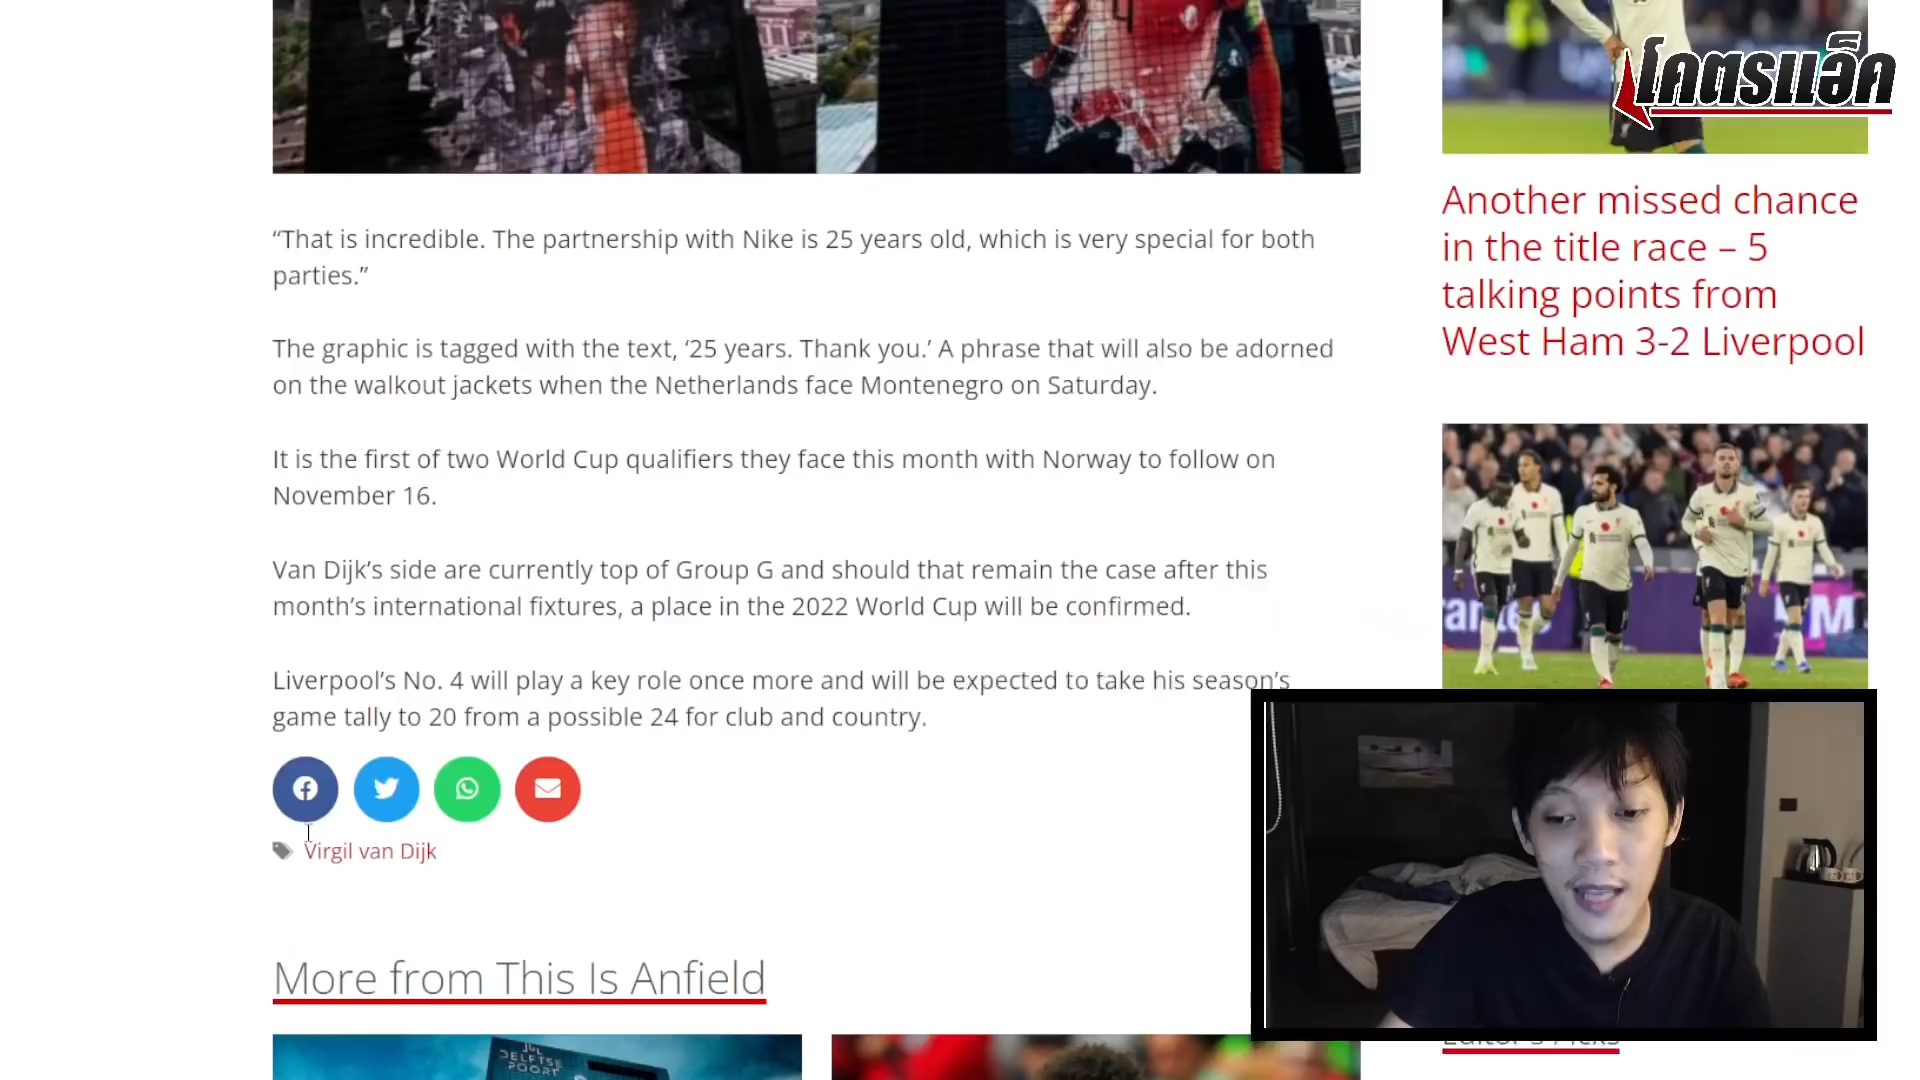 โคตรแอ็ค
“That is incredible. The partnership with Nike is 25 years old, which is very special for both
parties.”
The graphic is tagged with the text, ‘25 years. Thank you.’ A phrase that will also be adorned
on the walkout jackets when the Netherlands face Montenegro on Saturday.
It is the first of two World Cup qualifiers they face this month with Norway to follow on
November 16.
Van Dijk’s side are currently top of Group G and should that remain the case after this
month’s international fixtures, a place in the 2022 World Cup will be confirmed.
Liverpool’s No. 4 will play a key role once more and will be expected to take his season’s
game tally to 20 from a possible 24 for club and country.
Virgil van Dijk
More from This Is Anfield
DELFTSE
POORT
Another missed chance
in the title race – 5
talking points from
West Ham 3-2 Liverpool
Editor's Picks